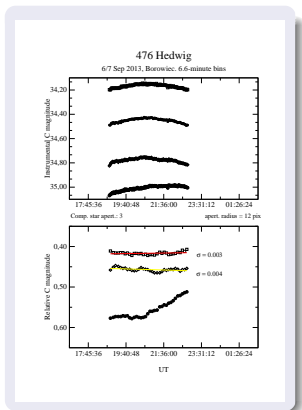 476 Hedwig
6/7 Sep 2013, Borowiec. 6.6-minute bins
Instrumental C magnitude
34,20
34,40
34,60
34,80
35,00
17:45:36 19:40:48 21:36:00 23:31:12 01:26:24
Comp. star apert.: 3 apert. radius = 12 pix
Relative C magnitude
0,40
0,50
0,60
σ = 0.003
σ = 0.004
17:45:36 19:40:48 21:36:00 23:31:12 01:26:24
UT